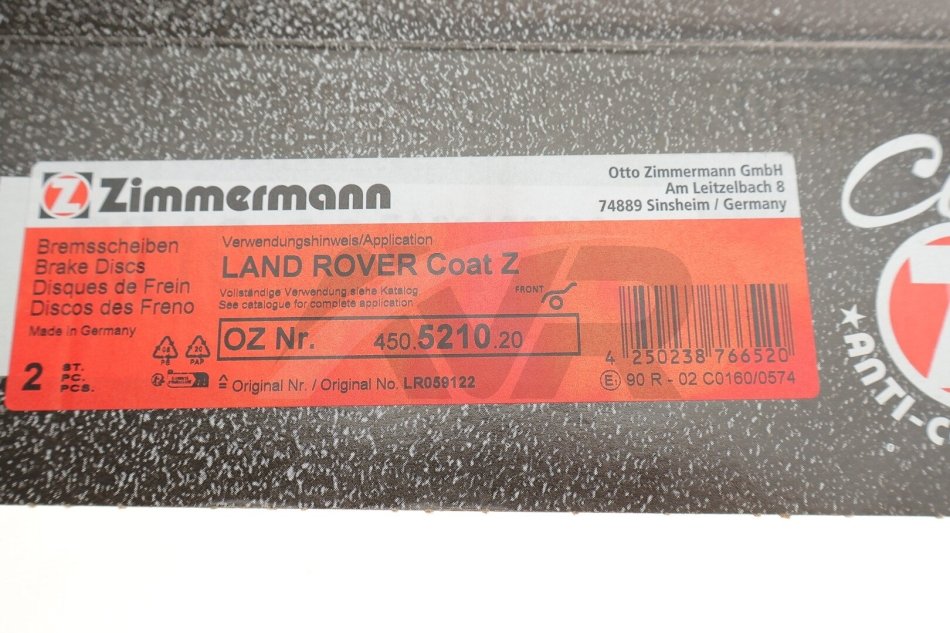 Z Zimmermann
Otto Zimmermann GmbH
Am Leitzelbach 8
74889 Sinsheim / Germany
Bremsscheiben
Brake Discs
Disques de Frein
Discos des Freno
Made in Germany
2 ST.
PC.
PCS.
Verwendungshinweis/Application
LAND ROVER Coat Z
Vollständige Verwendung siehe Katalog
See catalogue for complete application
FRONT
OZ Nr. 450.5210.20
PAP
Original Nr. / Original No. LR059122
4 250238 766520
E1 90 R - 02 C0160/0574
ANTI-C